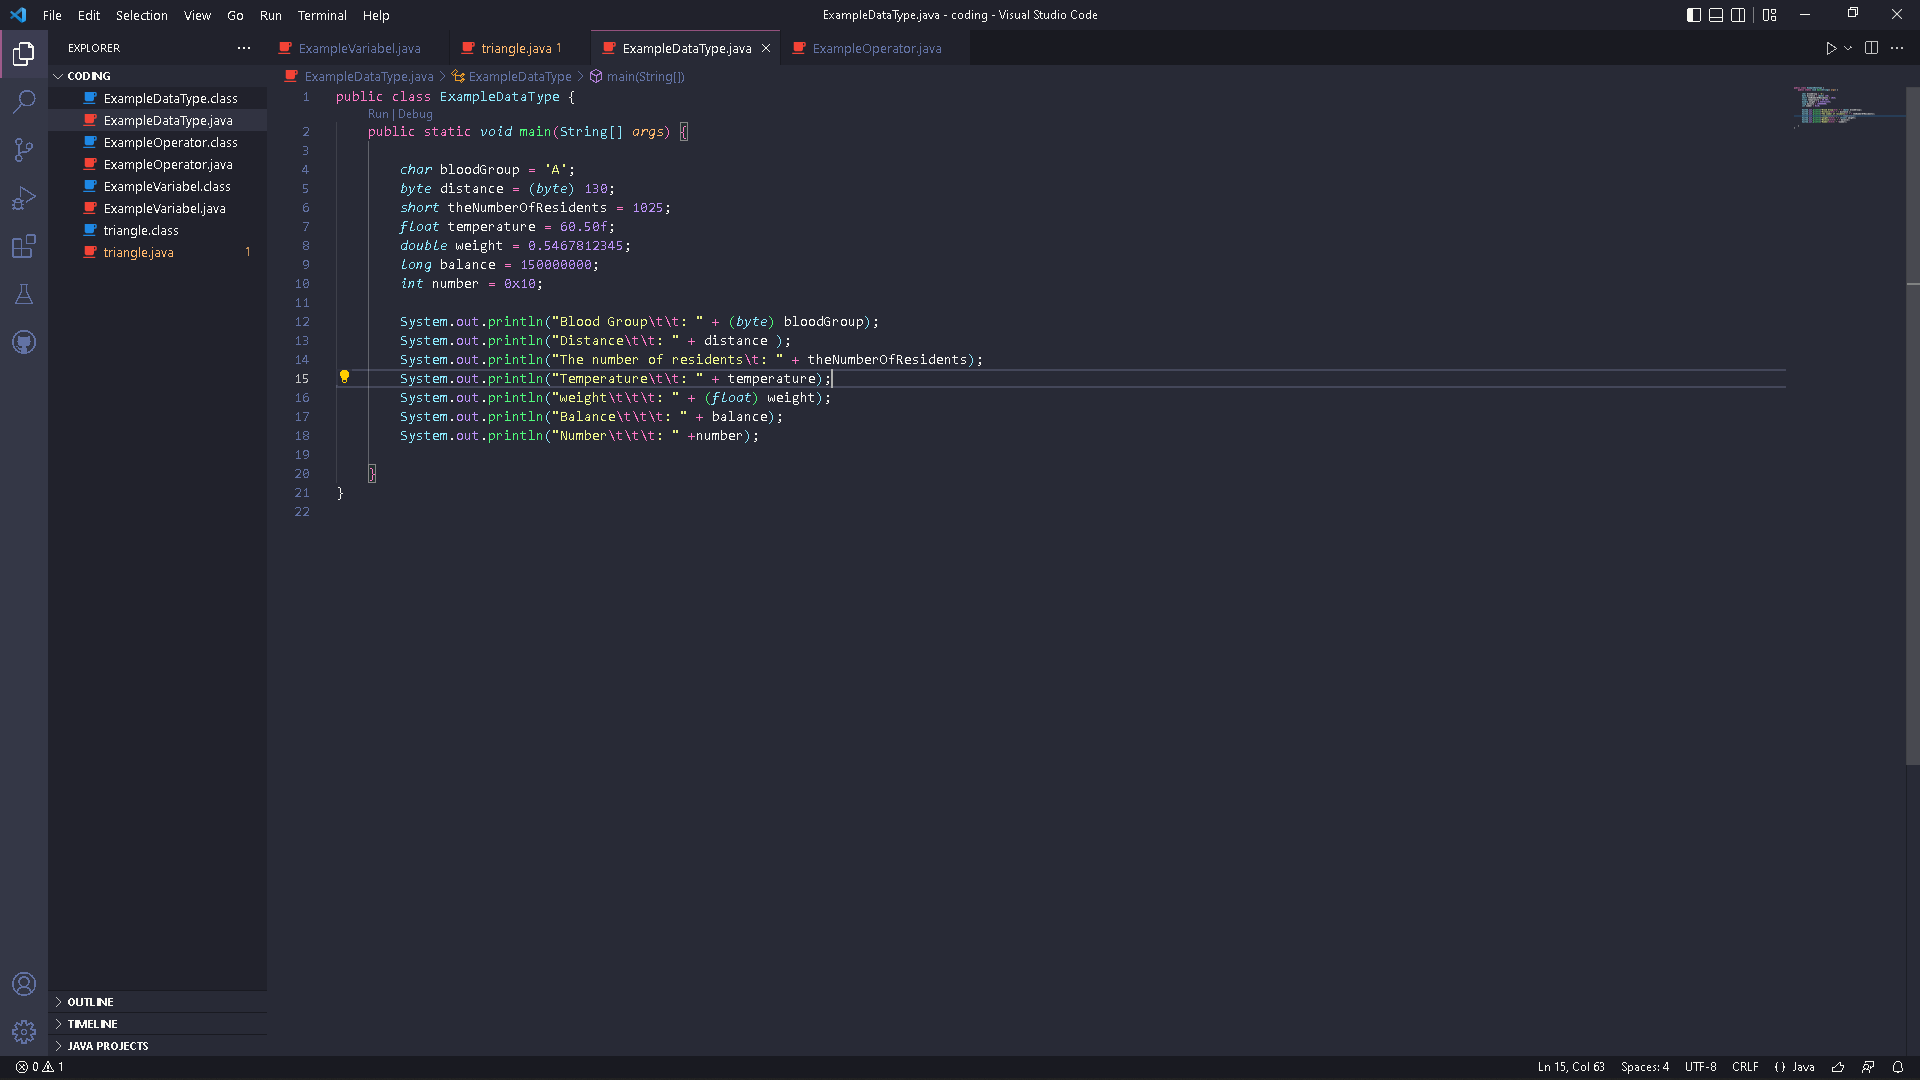 File Edit Selection View Go Run Terminal Help
ExampleDataType.java - coding - Visual Studio Code
EXPLORER
ExampleVariabel.java
triangle.java 1
ExampleDataType.java
ExampleOperator.java
CODING
ExampleDataType.class
ExampleDataType.java
ExampleOperator.class
ExampleOperator.java
ExampleVariabel.class
ExampleVariabel.java
triangle.class
triangle.java 1
OUTLINE
TIMELINE
JAVA PROJECTS
ExampleDataType.java > ExampleDataType > main(String[])
1 public class ExampleDataType {
Run | Debug
2 public static void main(String[] args) {
3
4 char bloodGroup = 'A';
5 byte distance = (byte) 130;
6 short theNumberOfResidents = 1025;
7 float temperature = 60.50f;
8 double weight = 0.5467812345;
9 long balance = 150000000;
10 int number = 0x10;
11
12 System.out.println("Blood Group\t\t: " + (byte) bloodGroup);
13 System.out.println("Distance\t\t: " + distance );
14 System.out.println("The number of residents\t: " + theNumberOfResidents);
15 System.out.println("Temperature\t\t: " + temperature);
16 System.out.println("weight\t\t\t: " + (float) weight);
17 System.out.println("Balance\t\t\t: " + balance);
18 System.out.println("Number\t\t\t: " +number);
19
20 }
21 }
22
0 1
Ln 15, Col 63 Spaces: 4 UTF-8 CRLF {} Java